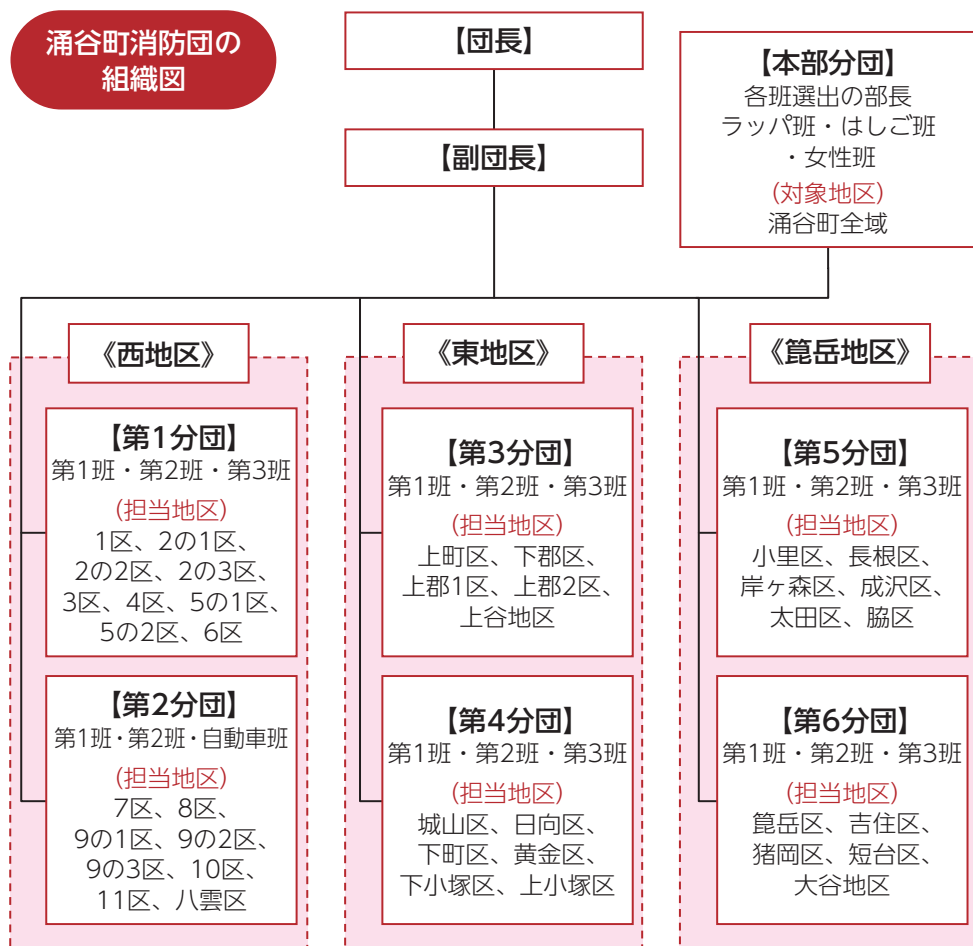 涌谷町消防団の
組織図
【団長】
【副団長】
【本部分団】
各班選出の部長
ラッパ班・はしご班
・女性班
(対象地区)
涌谷町全域
《西地区》
【第1分団】
第1班・第2班・第3班
(担当地区)
1区、2の1区、
2の2区、2の3区、
3区、4区、5の1区、
5の2区、6区
【第2分団】
第1班・第2班・自動車班
(担当地区)
7区、8区、
9の1区、9の2区、
9の3区、10区、
11区、八雲区
《東地区》
【第3分団】
第1班・第2班・第3班
(担当地区)
上町区、下郡区、
上郡1区、上郡2区、
上谷地区
【第4分団】
第1班・第2班・第3班
(担当地区)
城山区、日向区、
下町区、黄金区、
下小塚区、上小塚区
《箟岳地区》
【第5分団】
第1班・第2班・第3班
(担当地区)
小里区、長根区、
岸ヶ森区、成沢区、
太田区、脇区
【第6分団】
第1班・第2班・第3班
(担当地区)
箟岳区、吉住区、
猪岡区、短台区、
大谷地区